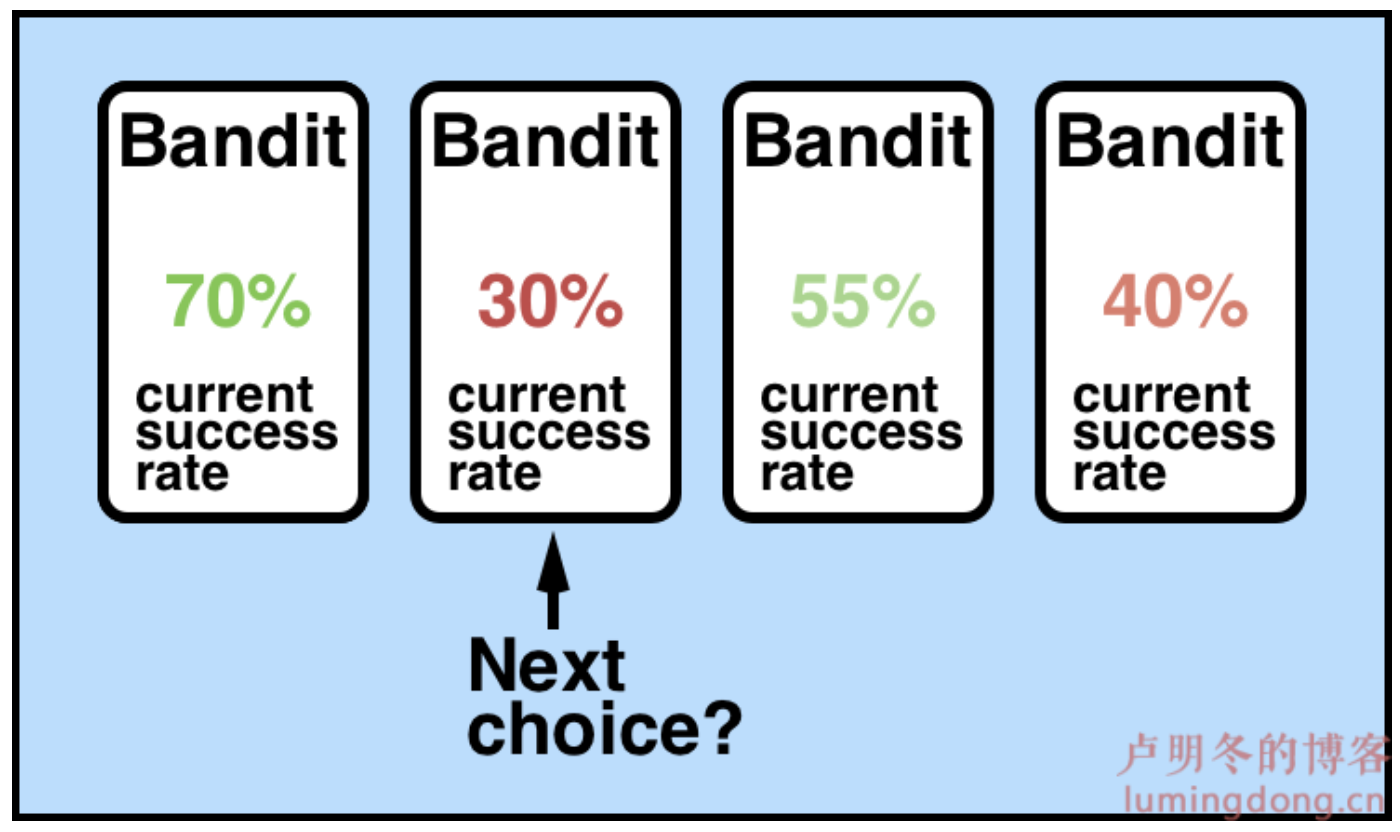 Bandit
70%
current
success
rate
Bandit
30%
current
success
rate
Bandit
55%
current
success
rate
Bandit
40%
current
success
rate
Next
choice?
卢明冬的博客
lumingdong.cn